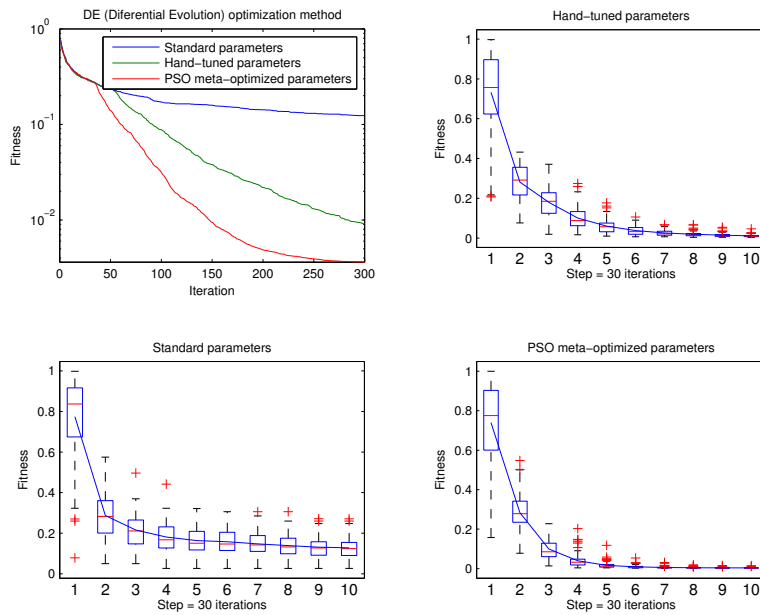 DE (Diferential Evolution) optimization method
10^0
10^-1
10^-2
Fitness
Standard parameters
Hand-tuned parameters
PSO meta-optimized parameters
0 50 100 150 200 250 300
Iteration
Hand-tuned parameters
1
0.8
0.6
0.4
0.2
0
Fitness
1 2 3 4 5 6 7 8 9 10
Step = 30 iterations
Standard parameters
1
0.8
0.6
0.4
0.2
0
Fitness
1 2 3 4 5 6 7 8 9 10
Step = 30 iterations
PSO meta-optimized parameters
1
0.8
0.6
0.4
0.2
0
Fitness
1 2 3 4 5 6 7 8 9 10
Step = 30 iterations